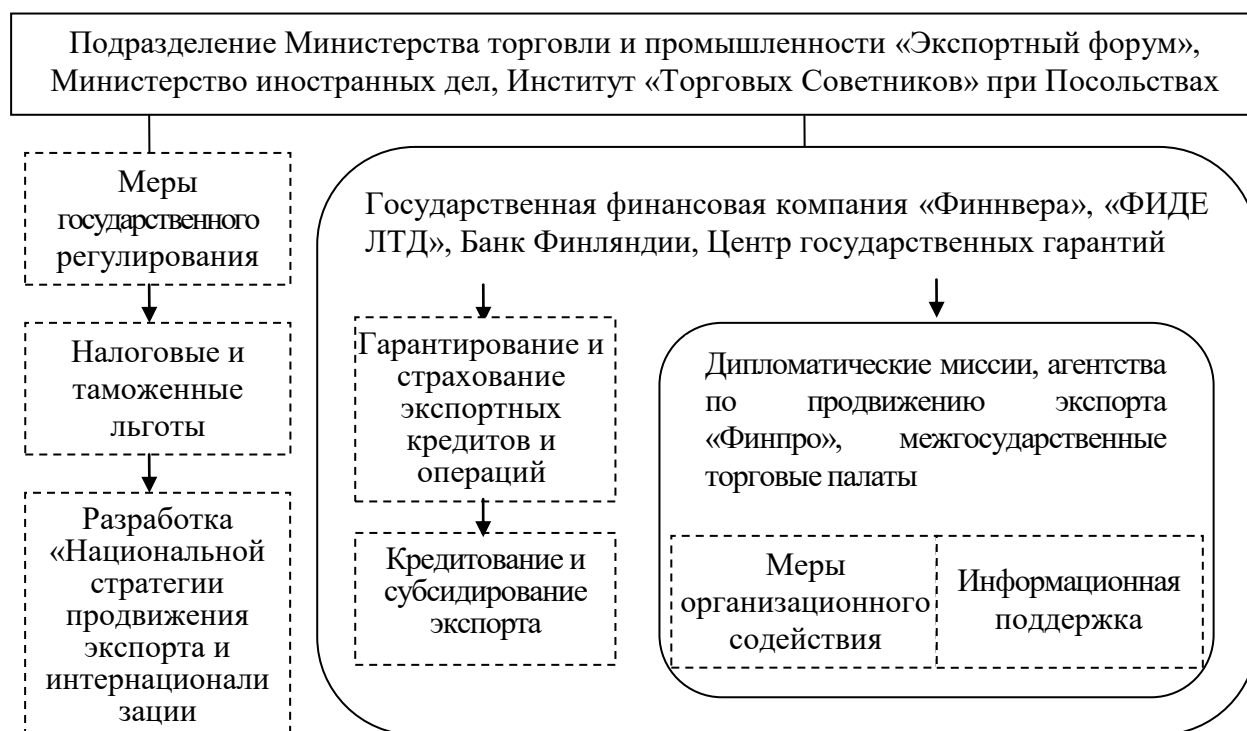 Подразделение Министерства торговли и промышленности «Экспортный форум»,
Министерство иностранных дел, Институт «Торговых Советников» при Посольствах
Меры
государственного
регулирования
Налоговые и
таможенные
льготы
Разработка
«Национальной
стратегии
продвижения
экспорта и
интернационали
зации
Государственная финансовая компания «Финнвера», «ФИДЕ
ЛТД», Банк Финляндии, Центр государственных гарантий
Гарантирование и
страхование
экспортных
кредитов и
операций
Кредитование и
субсидирование
экспорта
Дипломатические миссии, агентства
по продвижению экспорта
«Финпро», межгосударственные
торговые палаты
Меры
организационного
содействия
Информационная
поддержка